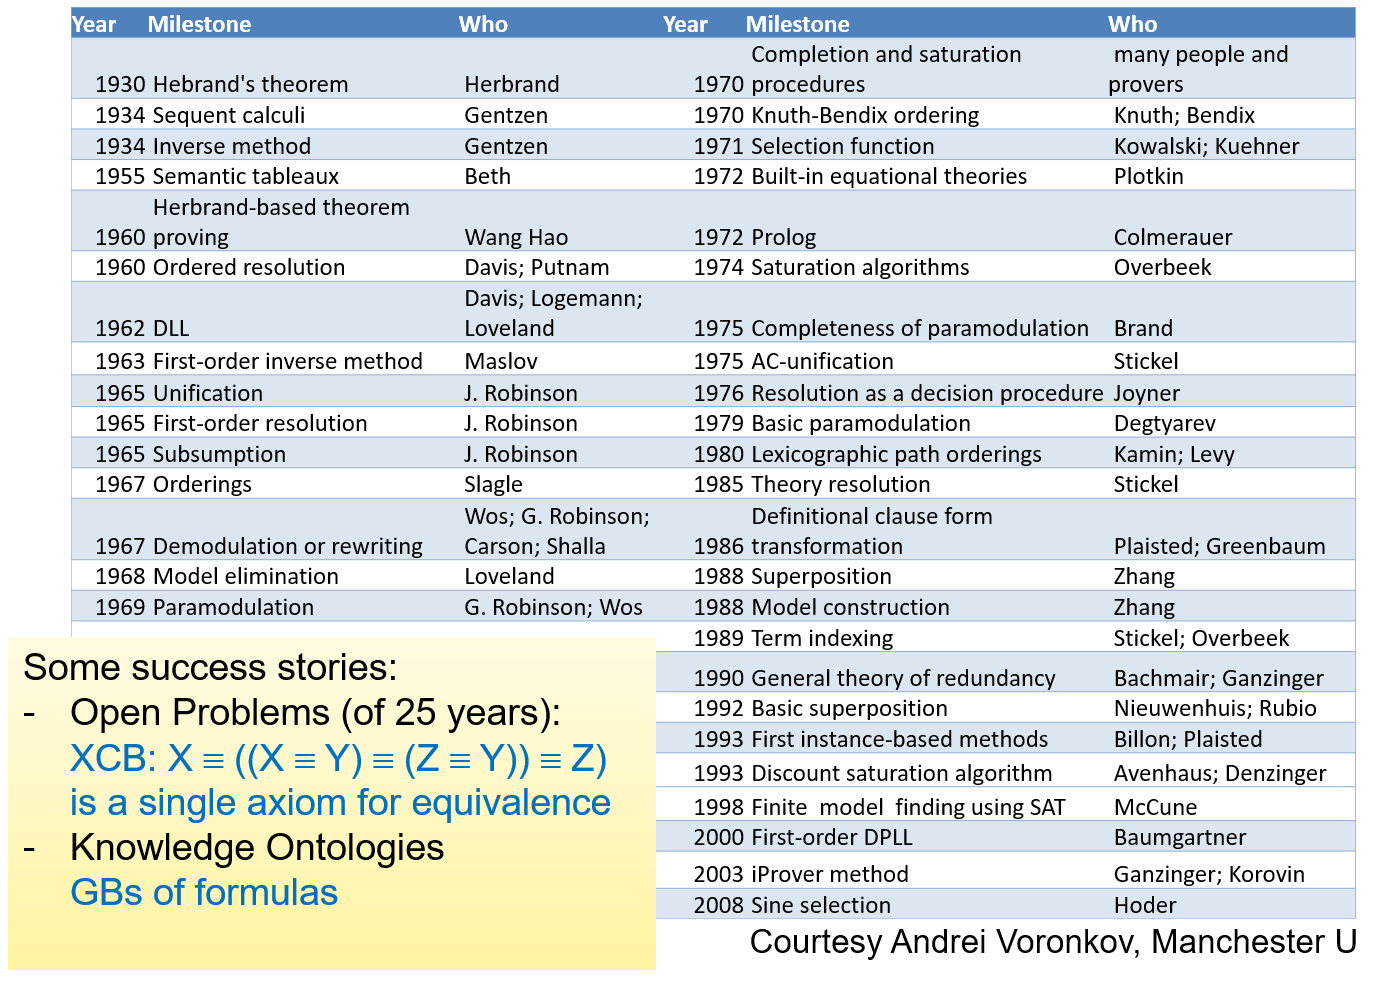 Year Milestone Who Year Milestone Who
1930 Hebrand's theorem Herbrand
1934 Sequent calculi Gentzen
1934 Inverse method Gentzen
1955 Semantic tableaux Beth
Herbrand-based theorem
1960 proving Wang Hao
1960 Ordered resolution Davis; Putnam
Davis; Logemann;
1962 DLL Loveland
1963 First-order inverse method Maslov
1965 Unification J. Robinson
1965 First-order resolution J. Robinson
1965 Subsumption J. Robinson
1967 Orderings Slagle
Wos; G. Robinson;
1967 Demodulation or rewriting Carson; Shalla
1968 Model elimination Loveland
1969 Paramodulation G. Robinson; Wos
Completion and saturation many people and
1970 procedures provers
1970 Knuth-Bendix ordering Knuth; Bendix
1971 Selection function Kowalski; Kuehner
1972 Built-in equational theories Plotkin
1972 Prolog Colmerauer
1974 Saturation algorithms Overbeek
1975 Completeness of paramodulation Brand
1975 AC-unification Stickel
1976 Resolution as a decision procedure Joyner
1979 Basic paramodulation Degtyarev
1980 Lexicographic path orderings Kamin; Levy
1985 Theory resolution Stickel
Definitional clause form
1986 transformation Plaisted; Greenbaum
1988 Superposition Zhang
1988 Model construction Zhang
1989 Term indexing Stickel; Overbeek
1990 General theory of redundancy Bachmair; Ganzinger
1992 Basic superposition Nieuwenhuis; Rubio
1993 First instance-based methods Billon; Plaisted
1993 Discount saturation algorithm Avenhaus; Denzinger
1998 Finite model finding using SAT McCune
2000 First-order DPLL Baumgartner
2003 iProver method Ganzinger; Korovin
2008 Sine selection Hoder
Some success stories:
- Open Problems (of 25 years):
XCB: X ≡ ((X ≡ Y) ≡ (Z ≡ Y)) ≡ Z)
is a single axiom for equivalence
- Knowledge Ontologies
GBs of formulas
Courtesy Andrei Voronkov, Manchester U